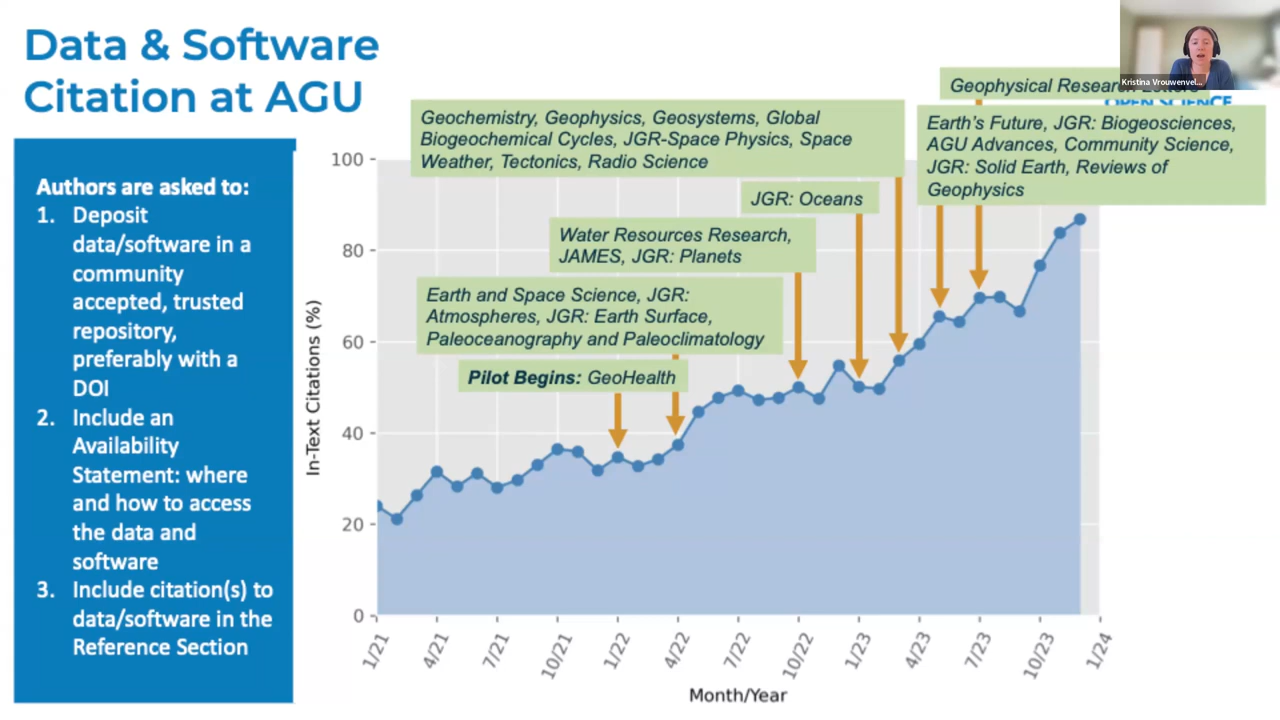 Data & Software
Citation at AGU
Authors are asked to:
1. Deposit
data/software in a
community
accepted, trusted
repository,
preferably with a
DOI
2. Include an
Availability
Statement: where
and how to access
the data and
software
3. Include citation(s) to
data/software in the
Reference Section
Kristina Vrouwenvel...
Geophysical Research Letters
OPEN SCIENCE
Geochemistry, Geophysics, Geosystems, Global
Biogeochemical Cycles, JGR-Space Physics, Space
Weather, Tectonics, Radio Science
Earth's Future, JGR: Biogeosciences,
AGU Advances, Community Science,
JGR: Solid Earth, Reviews of
Geophysics
JGR: Oceans
Water Resources Research,
JAMES, JGR: Planets
Earth and Space Science, JGR:
Atmospheres, JGR: Earth Surface,
Paleoceanography and Paleoclimatology
Pilot Begins: GeoHealth
In-Text Citations (%)
100
80
60
40
20
0
1/21
4/21
7/21
10/21
1/22
4/22
7/22
10/22
1/23
4/23
7/23
10/23
1/24
Month/Year